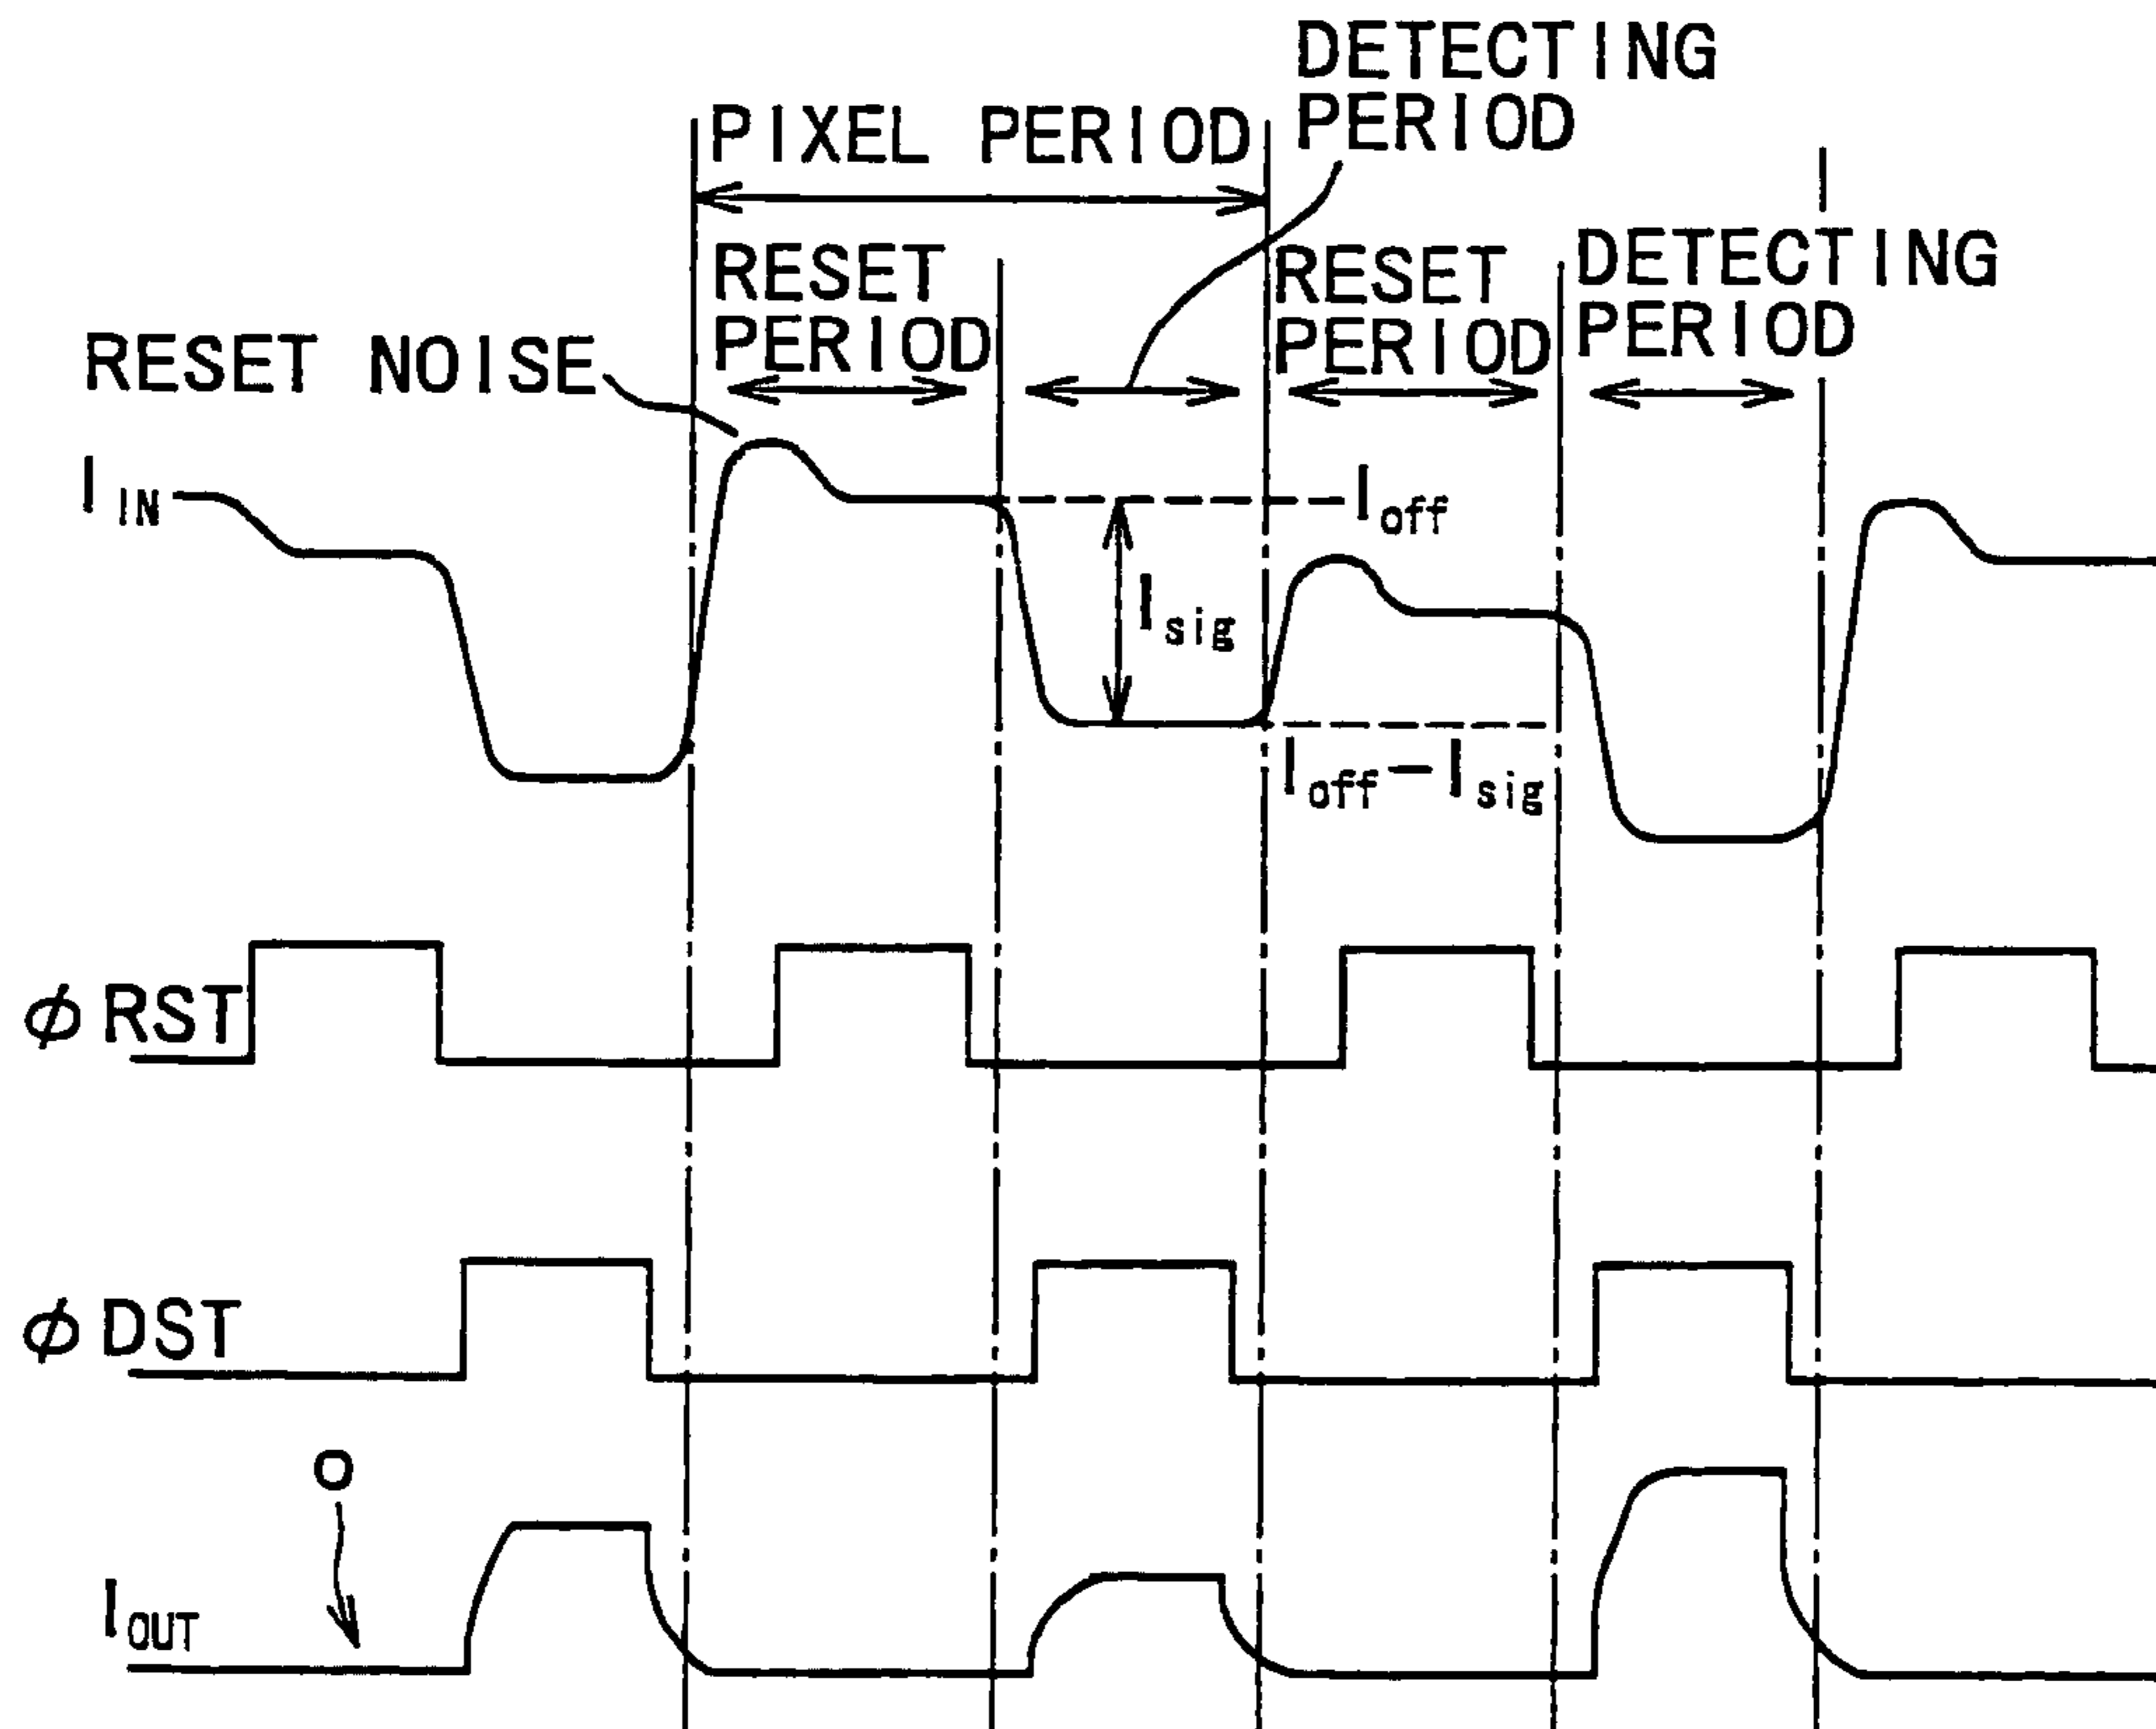 DETECTING
PERIOD
PIXEL PERIOD
RESET
PERIOD
RESET
PERIOD
DETECTING
PERIOD
RESET NOISE
I_IN
I_off
I_sig
I_off−I_sig
ϕRST
ϕDST
O
I_OUT